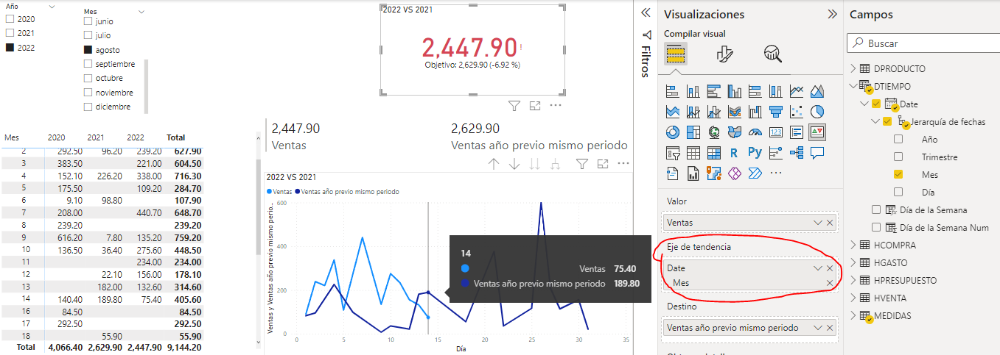 Año
2020
2021
2022
Mes
junio
julio
agosto
septiembre
octubre
noviembre
diciembre
2022 VS 2021
2,447.90!
Objetivo: 2,629.90 (-6.92 %)
2,447.90
Ventas
2,629.90
Ventas año previo mismo periodo
Mes 2020 2021 2022 Total
2 292.50 96.20 239.20 627.90
3 383.50 221.00 604.50
4 152.10 226.20 338.00 716.30
5 175.50 109.20 284.70
6 9.10 98.80 107.90
7 208.00 440.70 648.70
8 239.20 239.20
9 616.20 7.80 135.20 759.20
10 136.50 36.40 275.60 448.50
11 234.00 234.00
12 22.10 156.00 178.10
13 182.00 132.60 314.60
14 140.40 189.80 75.40 405.60
16 84.50 84.50
17 292.50 292.50
18 55.90 55.90
Total 4,066.40 2,629.90 2,447.90 9,144.20
2022 VS 2021
Ventas Ventas año previo mismo periodo
Ventas y Ventas año previo mismo perio...
600
400
200
0
0 5 10 15 20 25 30 35
Día
14
Ventas 75.40
Ventas año previo mismo periodo 189.80
Filtros
Visualizaciones
Compilar visual
123
R
Py
...
Valor
Ventas
Eje de tendencia
Date
Mes
Destino
Ventas año previo mismo periodo
Campos
Buscar
DPRODUCTO
DTIEMPO
Date
Jerarquía de fechas
Año
Trimestre
Mes
Día
Día de la Semana
Día de la Semana Num
HCOMPRA
HGASTO
HPRESUPUESTO
HVENTA
MEDIDAS